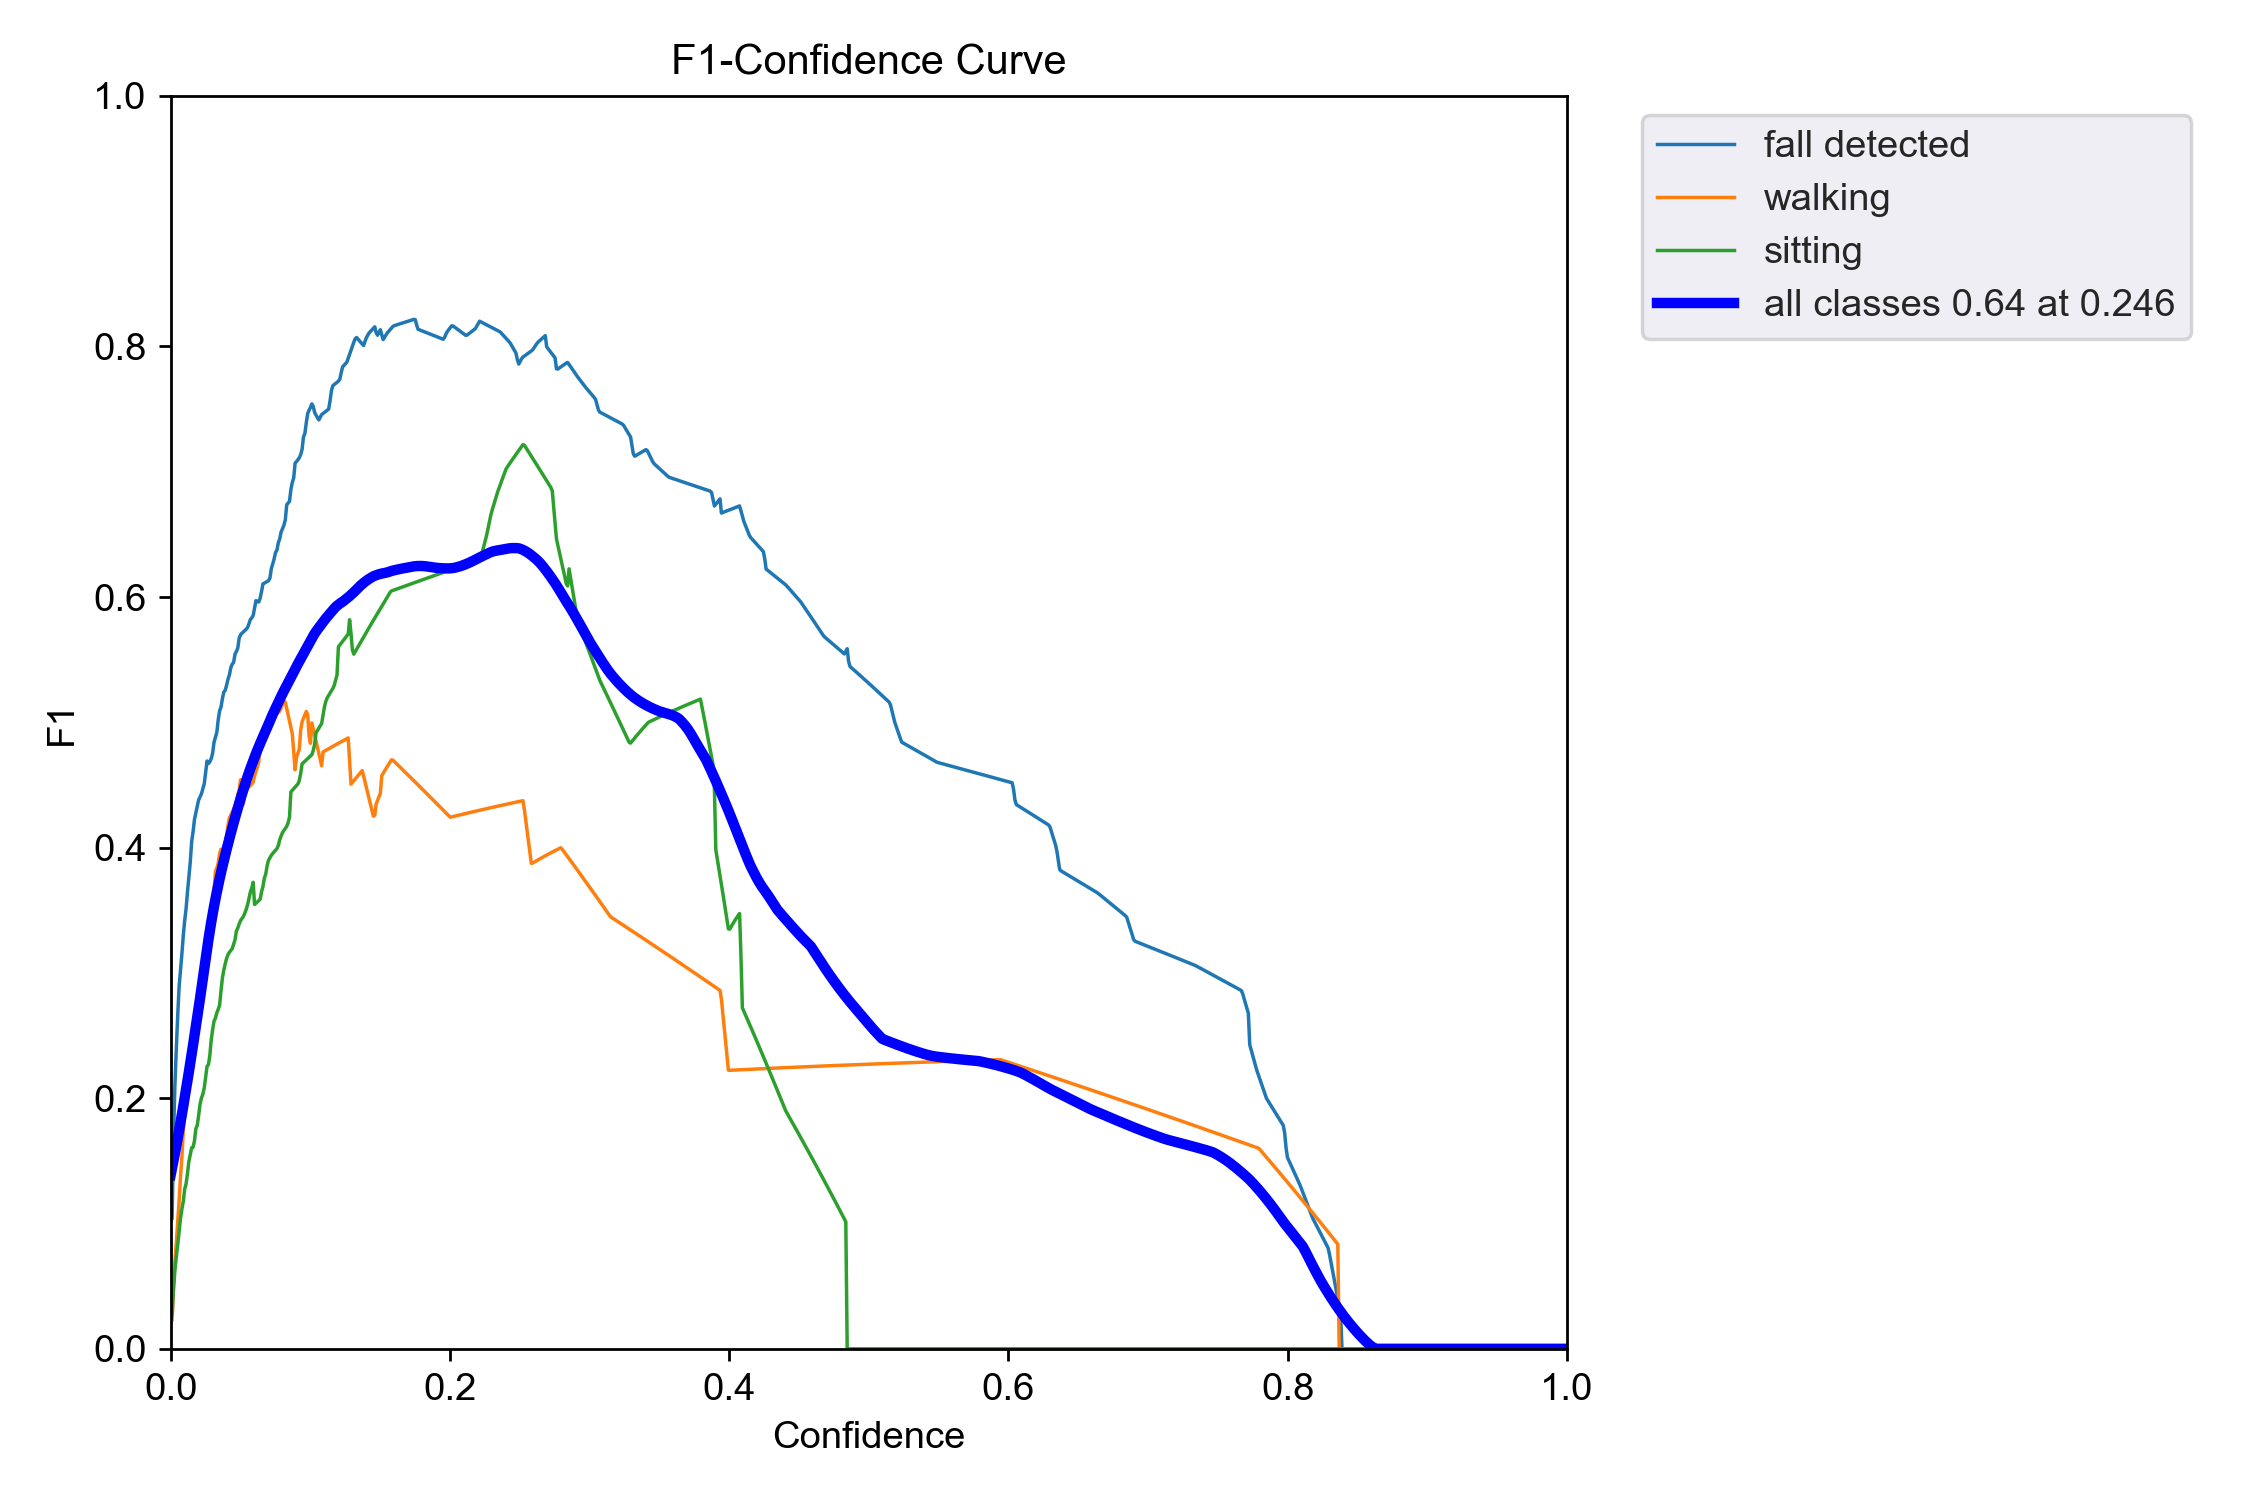 F1-Confidence Curve
1.0
0.8
0.6
0.4
0.2
0.0
F1
0.0 0.2 0.4 0.6 0.8 1.0
Confidence
fall detected
walking
sitting
all classes 0.64 at 0.246